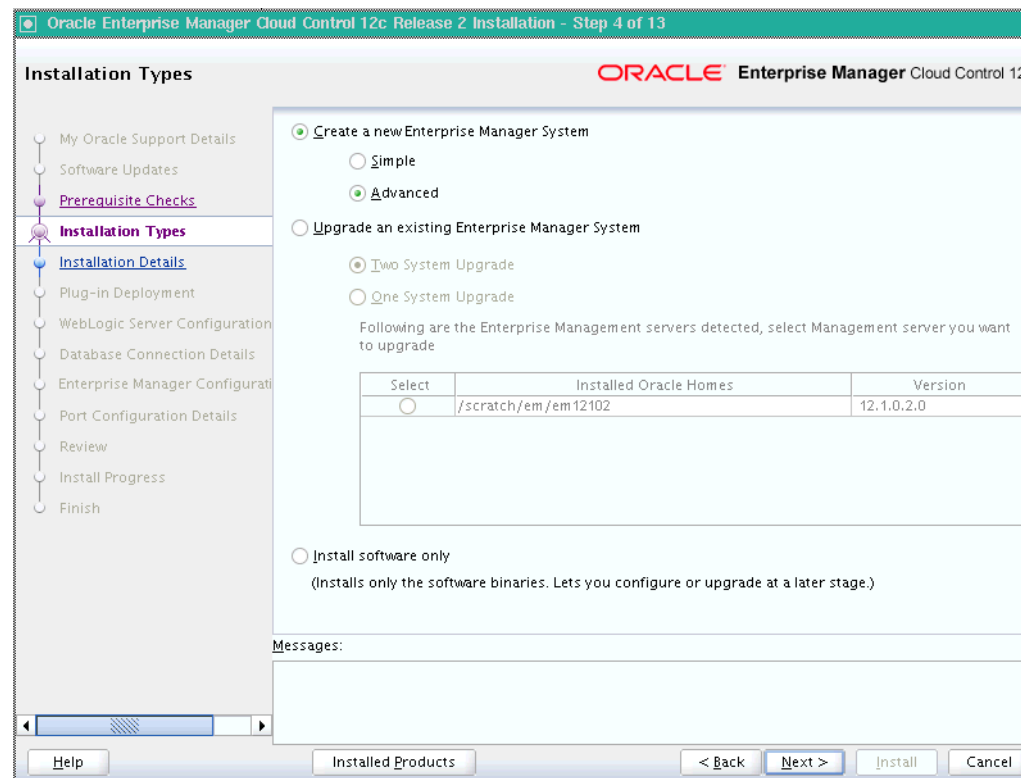 Oracle Enterprise Manager Cloud Control 12c Release 2 Installation - Step 4 of 13
Installation Types
ORACLE Enterprise Manager Cloud Control 12
My Oracle Support Details
Software Updates
Prerequisite Checks
Installation Types
Installation Details
Plug-in Deployment
WebLogic Server Configuration
Database Connection Details
Enterprise Manager Configurati
Port Configuration Details
Review
Install Progress
Finish
Create a new Enterprise Manager System
Simple
Advanced
Upgrade an existing Enterprise Manager System
Two System Upgrade
One System Upgrade
Following are the Enterprise Management servers detected, select Management server you want
to upgrade
Select Installed Oracle Homes Version
/scratch/em/em12102 12.1.0.2.0
Install software only
(Installs only the software binaries. Lets you configure or upgrade at a later stage.)
Messages:
Help Installed Products < Back Next > Install Cancel